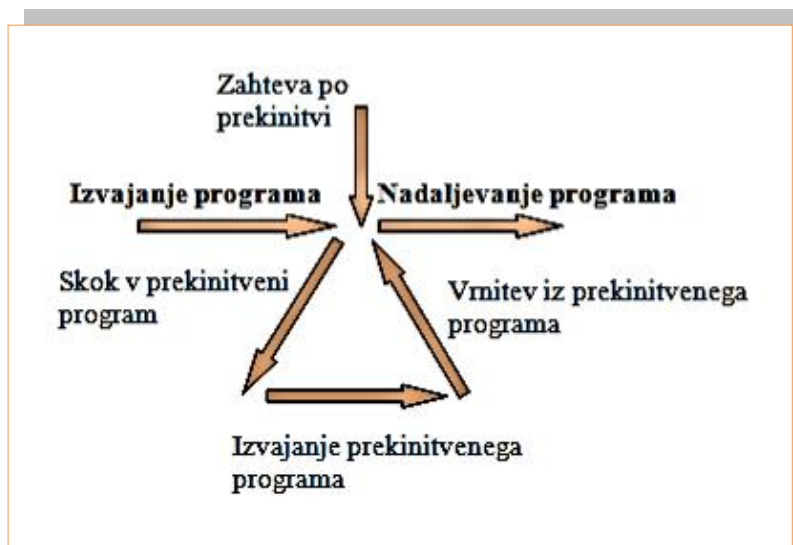 Zahteva po
prekinitvi
Izvajanje programa
Nadaljevanje programa
Skok v prekinitveni
program
Vrnitev iz prekinitvenega
programa
Izvajanje prekinitvenega
programa